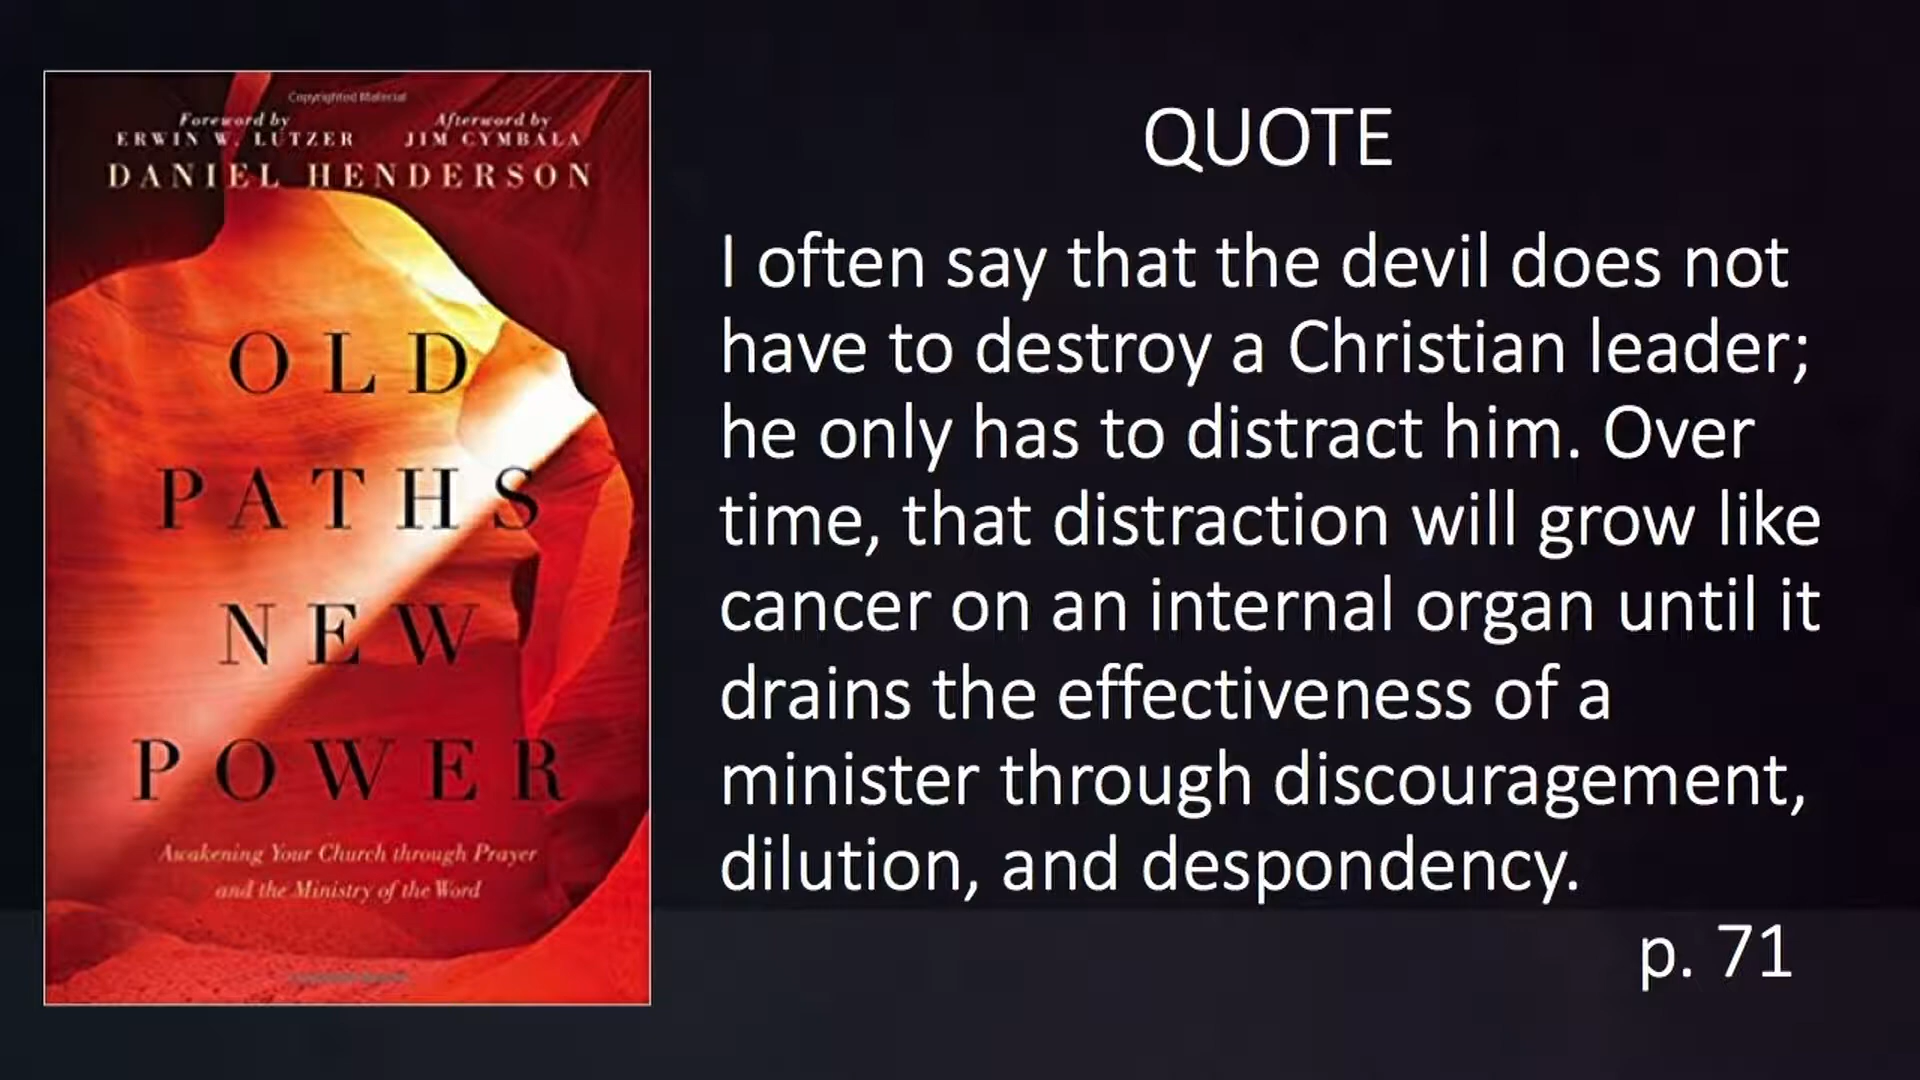 Copyrighted Material
Foreword by
ERWIN W. LUTZER
Afterword by
JIM CYMBALA
DANIEL HENDERSON
OLD
PATHS
NEW
POWER
Awakening Your Church through Prayer
and the Ministry of the Word
QUOTE
I often say that the devil does not
have to destroy a Christian leader;
he only has to distract him. Over
time, that distraction will grow like
cancer on an internal organ until it
drains the effectiveness of a
minister through discouragement,
dilution, and despondency.
p. 71